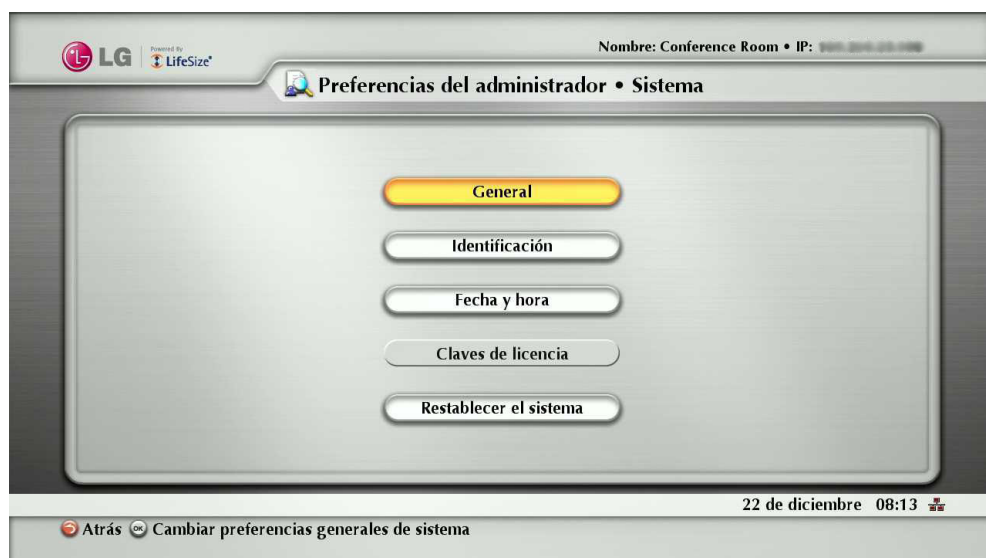 LG
Powered By
LifeSize
Nombre: Conference Room • IP:
Preferencias del administrador • Sistema
General
Identificación
Fecha y hora
Claves de licencia
Restablecer el sistema
22 de diciembre 08:13
Atrás OK Cambiar preferencias generales de sistema